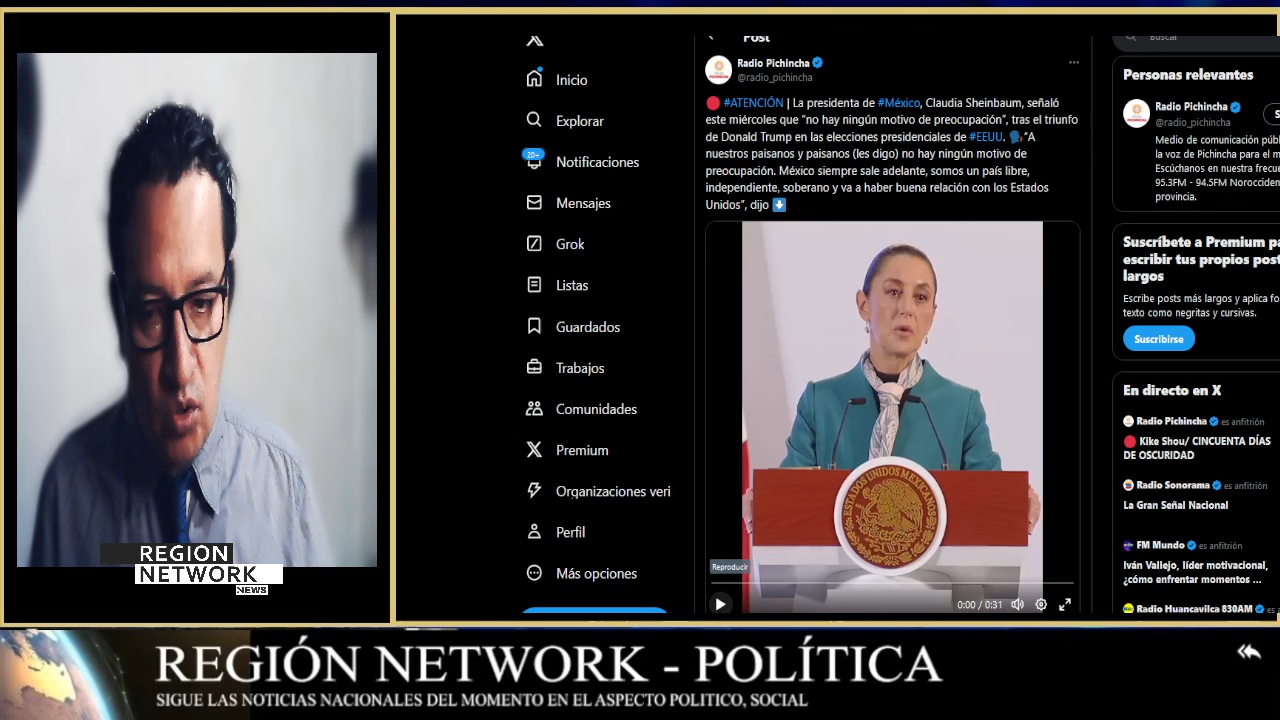 REGION
NETWORK
NEWS
Post
Inicio
Explorar
20+
Notificaciones
Mensajes
Grok
Listas
Guardados
Trabajos
Comunidades
Premium
Organizaciones veri
Perfil
Más opciones
Radio Pichincha
@radio_pichincha
#ATENCIÓN | La presidenta de #México, Claudia Sheinbaum, señaló
este miércoles que "no hay ningún motivo de preocupación", tras el triunfo
de Donald Trump en las elecciones presidenciales de #EEUU. "A
nuestros paisanos y paisanos (les digo) no hay ningún motivo de
preocupación. México siempre sale adelante, somos un país libre,
independiente, soberano y va a haber buena relación con los Estados
Unidos", dijo
ESTADOS UNIDOS MEXICANOS
Reproducir
0:00 / 0:31
Buscar
Personas relevantes
Radio Pichincha
@radio_pichincha
S
Medio de comunicación públ
la voz de Pichincha para el m
Escúchanos en nuestra frecue
95.3FM - 94.5FM Noroccident
provincia.
Suscríbete a Premium pa
escribir tus propios post
largos
Escribe posts más largos y aplica fo
texto como negritas y cursivas.
Suscribirse
En directo en X
Radio Pichincha es anfitrión
Kike Shou/ CINCUENTA DÍAS
DE OSCURIDAD
Radio Sonorama es anfitrión
La Gran Señal Nacional
FM Mundo es anfitrión
Iván Vallejo, líder motivacional,
¿cómo enfrentar momentos ...
Radio Huancavilca 830AM es a
REGIÓN NETWORK - POLÍTICA
SIGUE LAS NOTICIAS NACIONALES DEL MOMENTO EN EL ASPECTO POLITICO, SOCIAL